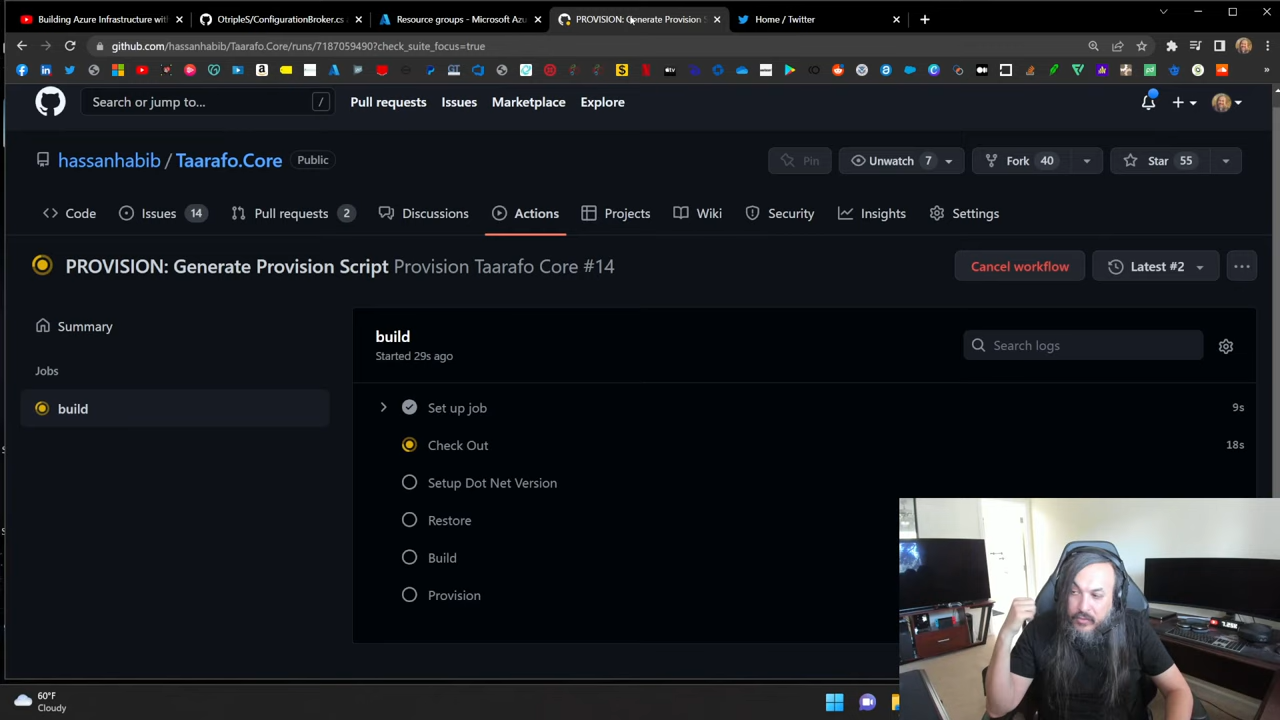 Building Azure Infrastructure with
OtripleS/ConfigurationBroker.cs a
Resource groups - Microsoft Azu
PROVISION: Generate Provision S
Home / Twitter
github.com/hassanhabib/Taarafo.Core/runs/7187059490?check_suite_focus=true
Search or jump to...
/
Pull requests
Issues
Marketplace
Explore
hassanhabib / Taarafo.Core
Public
Pin
Unwatch 7
Fork 40
Star 55
Code
Issues 14
Pull requests 2
Discussions
Actions
Projects
Wiki
Security
Insights
Settings
PROVISION: Generate Provision Script Provision Taarafo Core #14
Cancel workflow
Latest #2
Summary
Jobs
build
build
Started 29s ago
Search logs
Set up job
9s
Check Out
18s
Setup Dot Net Version
Restore
Build
Provision
60°F
Cloudy